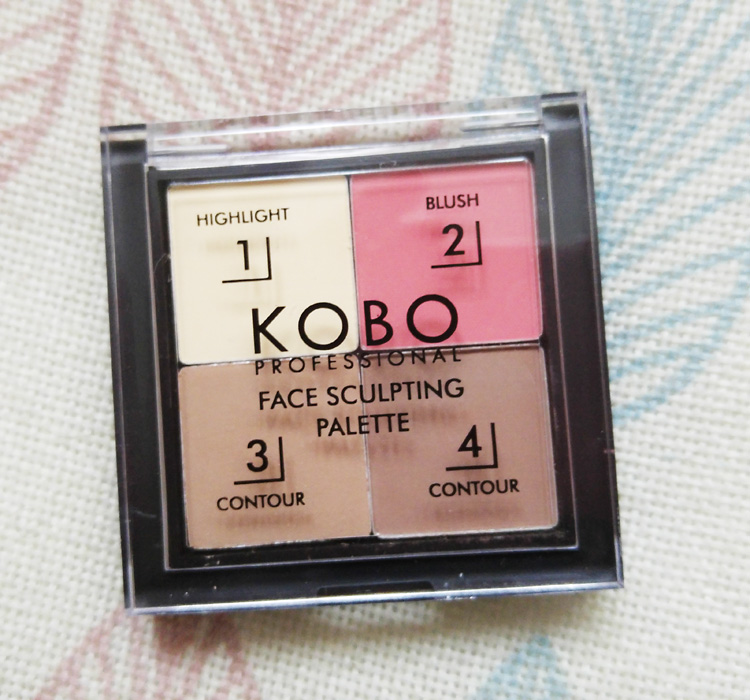 HIGHLIGHT
1
BLUSH
2
KOBO
PROFESSIONAL
FACE SCULPTING
PALETTE
3
CONTOUR
4
CONTOUR